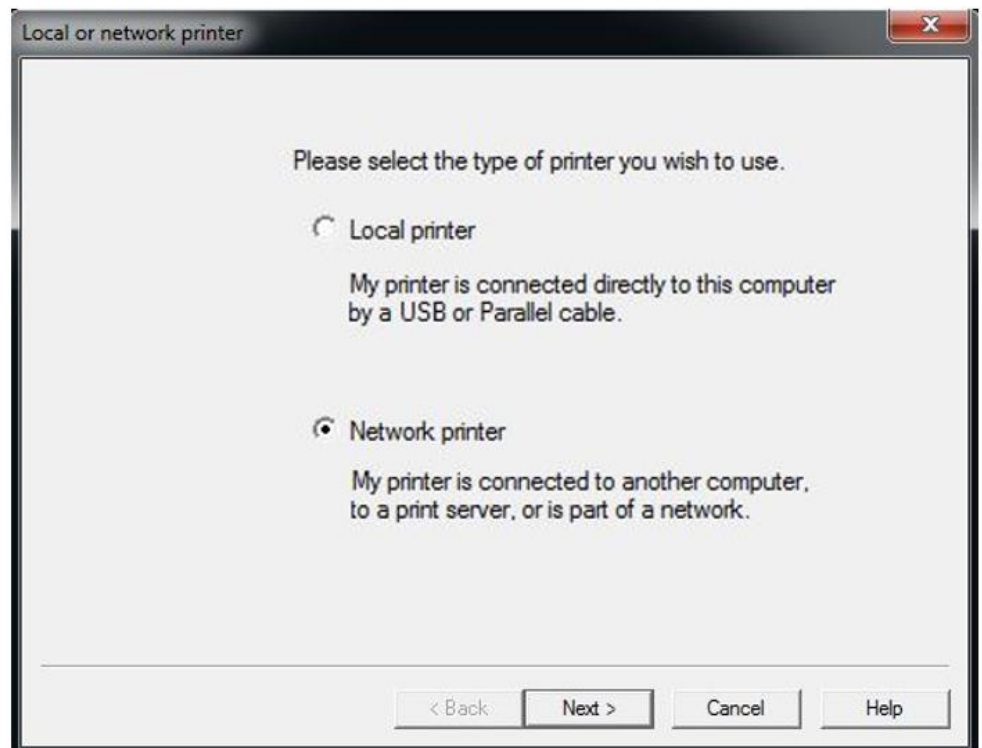 Local or network printer
Please select the type of printer you wish to use.
Local printer
My printer is connected directly to this computer
by a USB or Parallel cable.
Network printer
My printer is connected to another computer,
to a print server, or is part of a network.
< Back Next > Cancel Help